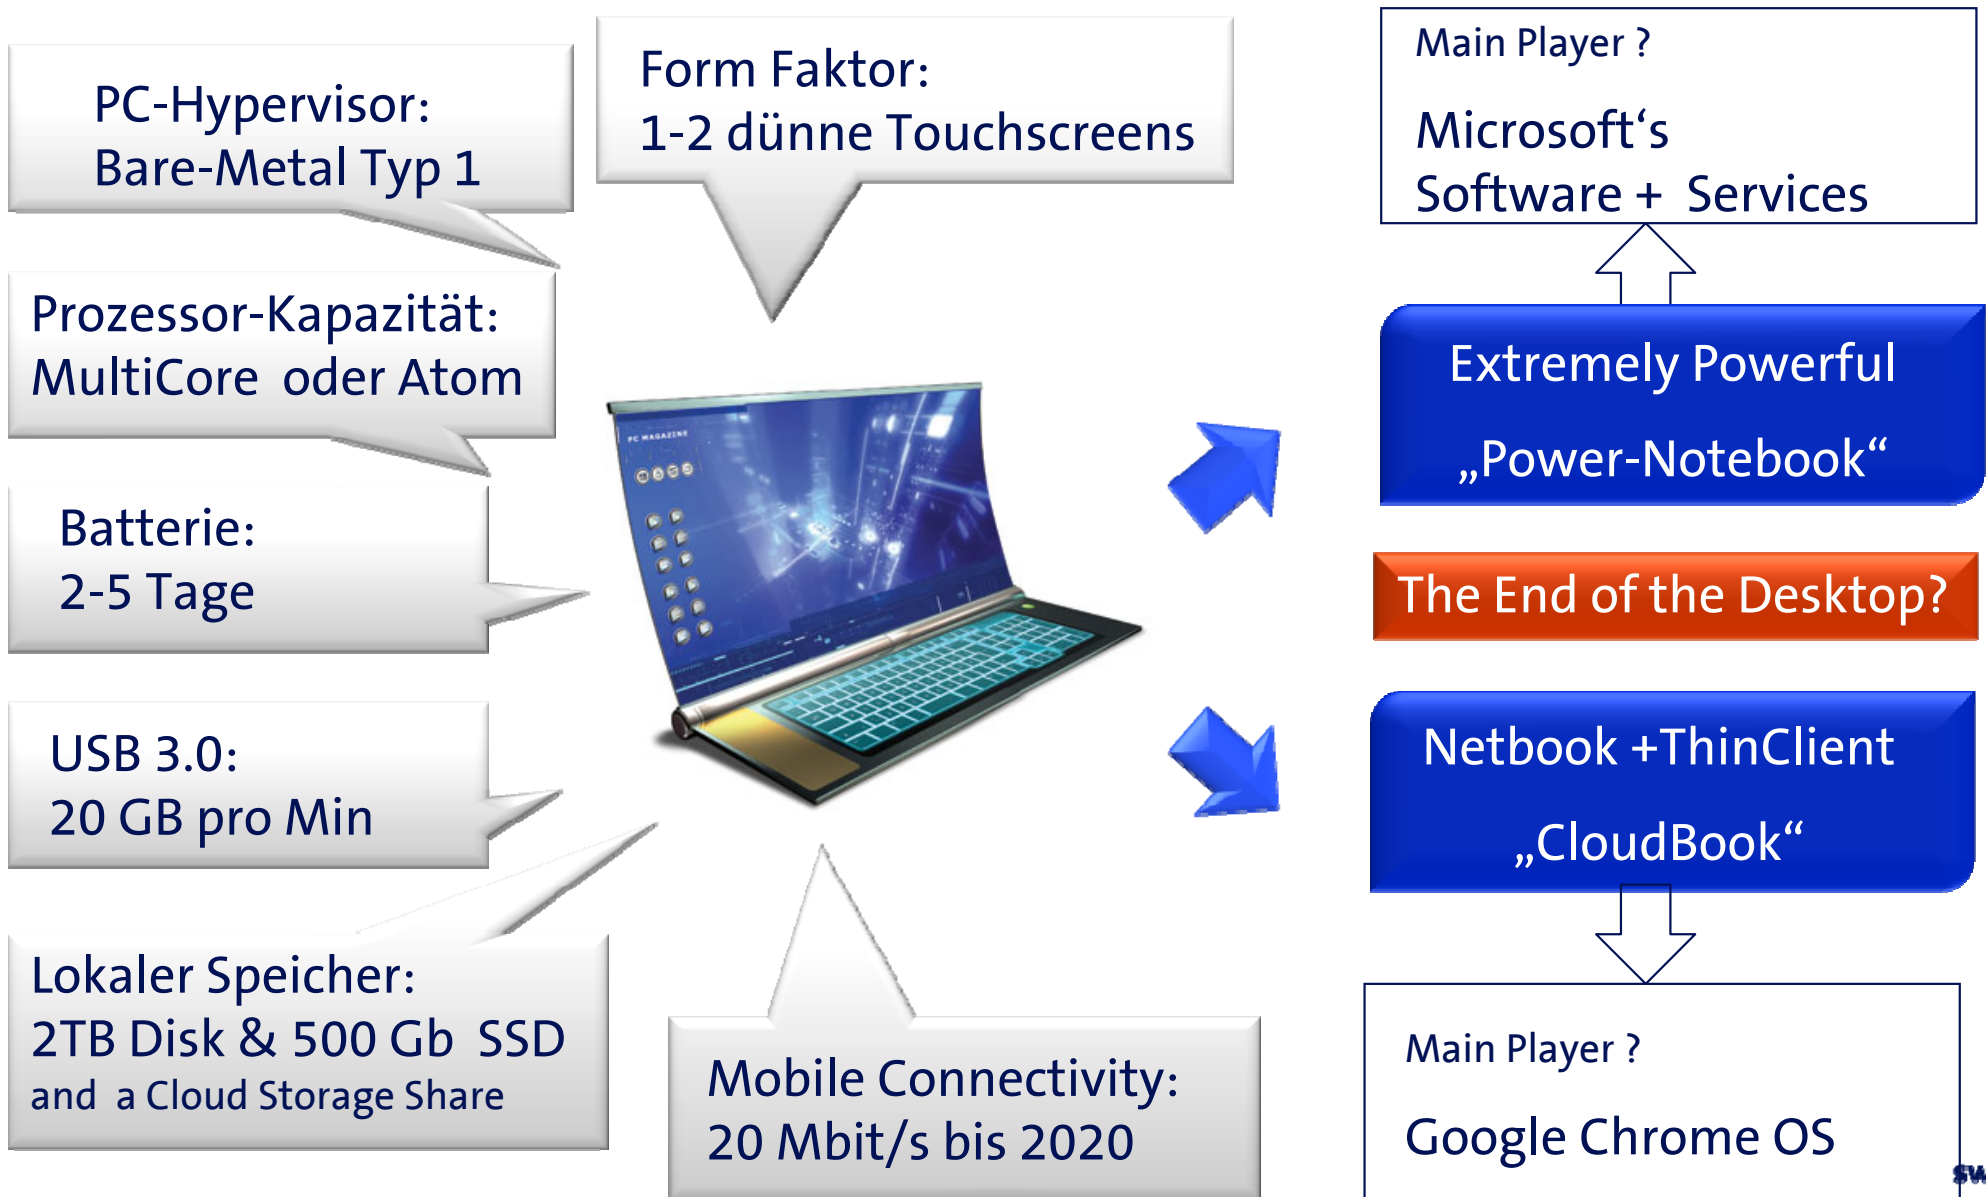 PC-Hypervisor:
Bare-Metal Typ 1
Form Faktor:
1-2 dünne Touchscreens
Prozessor-Kapazität:
MultiCore oder Atom
Batterie:
2-5 Tage
USB 3.0:
20 GB pro Min
Lokaler Speicher:
2TB Disk & 500 Gb SSD
and a Cloud Storage Share
Mobile Connectivity:
20 Mbit/s bis 2020
PC MAGAZINE
Main Player ?
Microsoft‘s
Software + Services
Extremely Powerful
„Power-Notebook“
The End of the Desktop?
Netbook +ThinClient
„CloudBook“
Main Player ?
Google Chrome OS